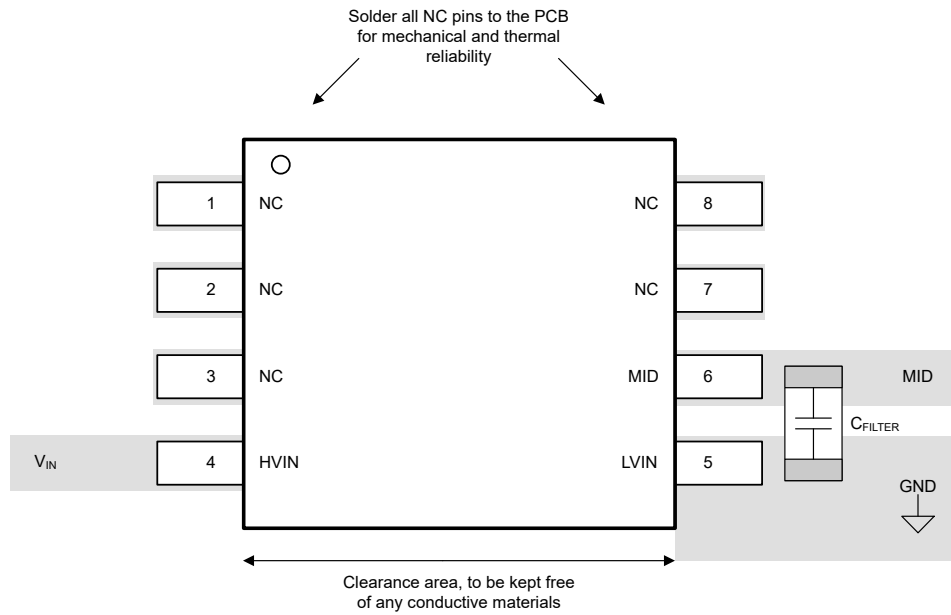 Solder all NC pins to the PCB
for mechanical and thermal
reliability
1 NC NC 8
2 NC NC 7
3 NC MID 6 MID
CFILTER
VIN 4 HVIN LVIN 5
GND
Clearance area, to be kept free
of any conductive materials